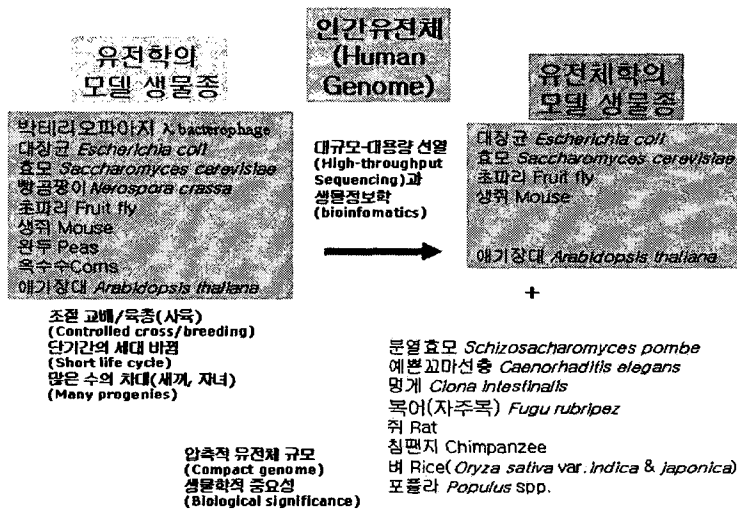 유전학의
모델 생물종
박테리오파아지 λ bacterophage
대장균 Escherichia coli
효모 Saccharomyces cerevisiae
빵곰팡이 Nerospora crassa
초파리 Fruit fly
생쥐 Mouse
완두 Peas
옥수수Corns
애기장대 Arabidopsis thaliana
조절 교배/육종(사육)
(Controlled cross/breeding)
단기간의 세대 바뀜
(Short life cycle)
많은 수의 차대(새끼, 자녀)
(Many progenies)
인간유전체
(Human
Genome)
대규모-대용량 선열
(High-throughput
Sequencing)과
생물정보학
(bioinfomatics)
압축적 유전체 규모
(Compact genome)
생물학적 중요성
(Biological significance)
유전체학의
모델 생물종
대장균 Escherichia coli
효모 Saccharomyces cerevisiae
초파리 Fruit fly
생쥐 Mouse
애기장대 Arabidopsis thaliana
+
분열효모 Schizosacharomyces pombe
예쁜꼬마선충 Caenorhaditis elegans
멍게 Ciona intestinalis
복어(자주복) Fugu rubripez
쥐 Rat
침팬지 Chimpanzee
벼 Rice(Oryza sativa var.indica & japonica)
포플라 Populus spp.